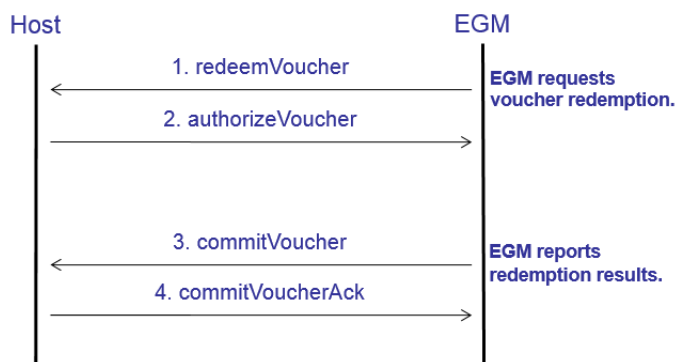 Host
EGM
1. redeemVoucher
EGM requests
voucher redemption.
2. authorizeVoucher
3. commitVoucher
EGM reports
redemption results.
4. commitVoucherAck